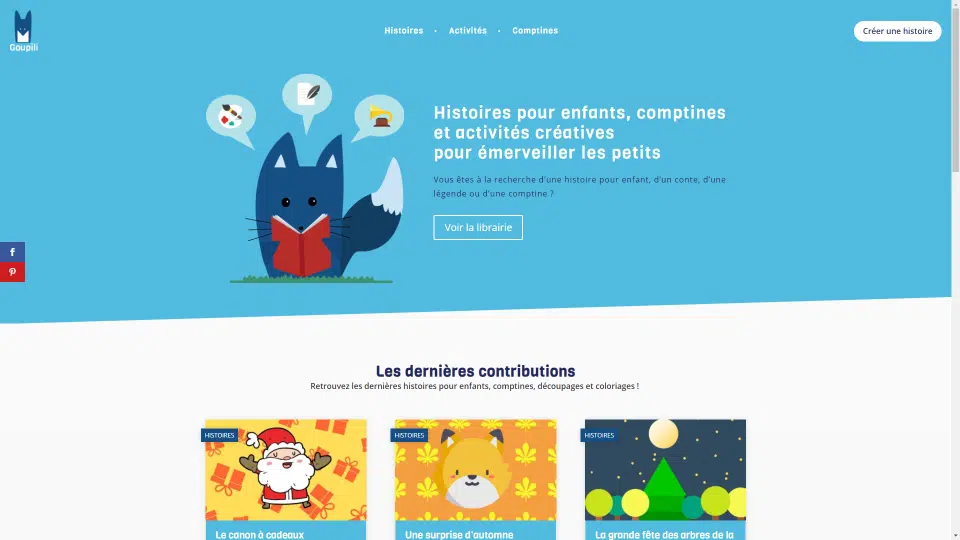 Goupili
Histoires
Activités
Comptines
Créer une histoire
Histoires pour enfants, comptines
et activités créatives
pour émerveiller les petits
Vous êtes à la recherche d'une histoire pour enfant, d'un conte, d'une
légende ou d'une comptine ?
Voir la librairie
Les dernières contributions
Retrouvez les dernières histoires pour enfants, comptines, découpages et coloriages !
HISTOIRES
HISTOIRES
HISTOIRES
Le canon à cadeaux
Une surprise d'automne
La grande fête des arbres de la